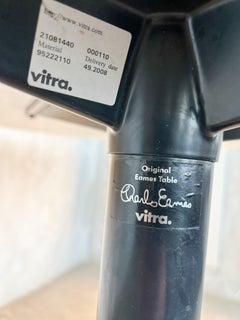 http://www.vitra.com
21081440 000110
Material Delivery date
95222110 49.2008
vitra.
Original
Eames Table
Charles Eames
vitra.